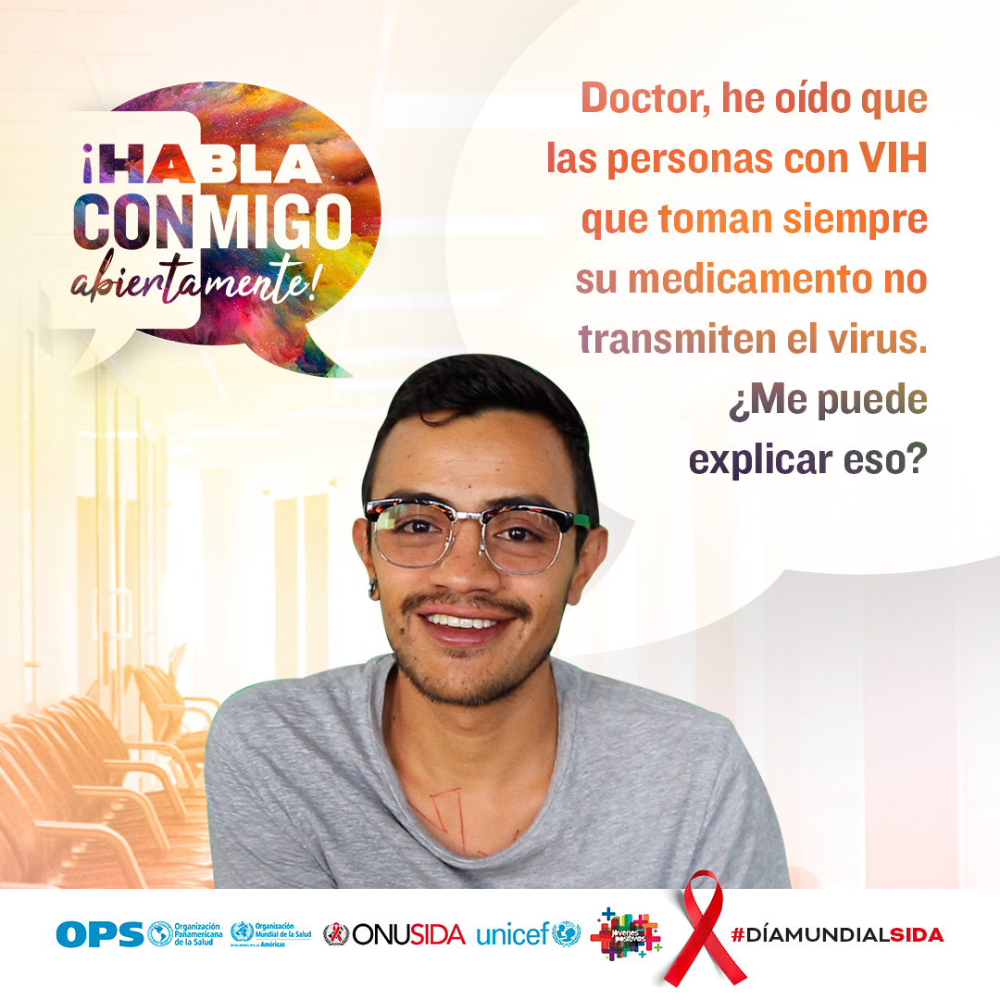 ¡HABLA
CONMIGO
abiertamente!
Doctor, he oído que
las personas con VIH
que toman siempre
su medicamento no
transmiten el virus.
¿Me puede
explicar eso?
OPS
Organización
Panamericana
de la Salud
Organización
Mundial de la Salud
Américas
ONUSIDA
unicef
jóvenes
positivos
#DÍAMUNDIALSIDA